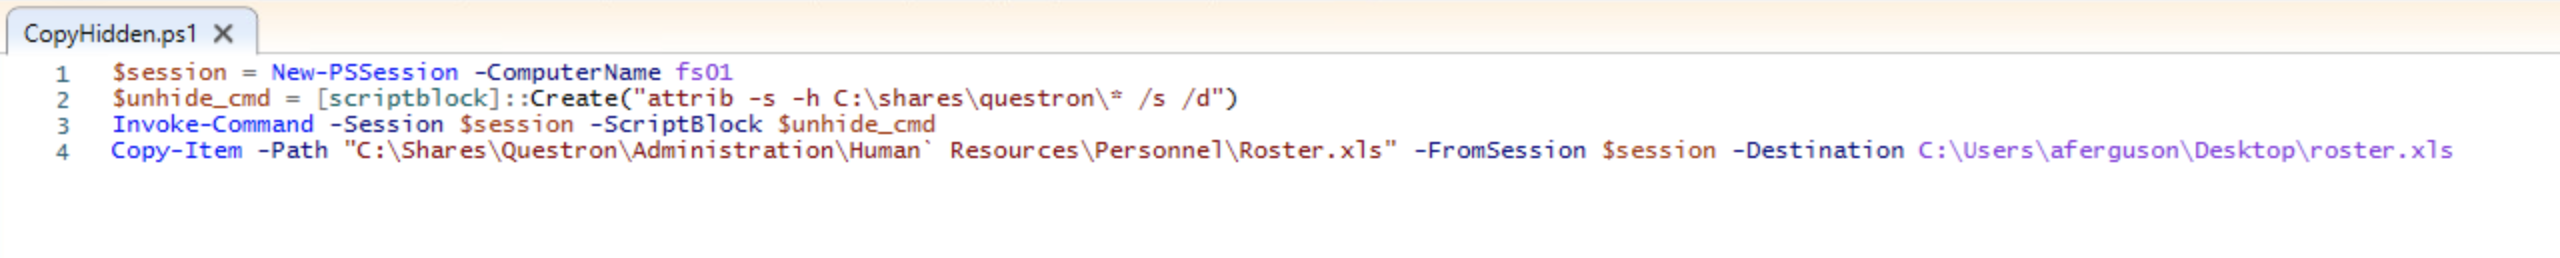 CopyHidden.ps1 X
1 $session = New-PSSession -ComputerName fs01
2 $unhide_cmd = [scriptblock]::Create("attrib -s -h C:\shares\questron\* /s /d")
3 Invoke-Command -Session $session -ScriptBlock $unhide_cmd
4 Copy-Item -Path "C:\Shares\Questron\Administration\Human` Resources\Personnel\Roster.xls" -FromSession $session -Destination C:\Users\aferguson\Desktop\roster.xls